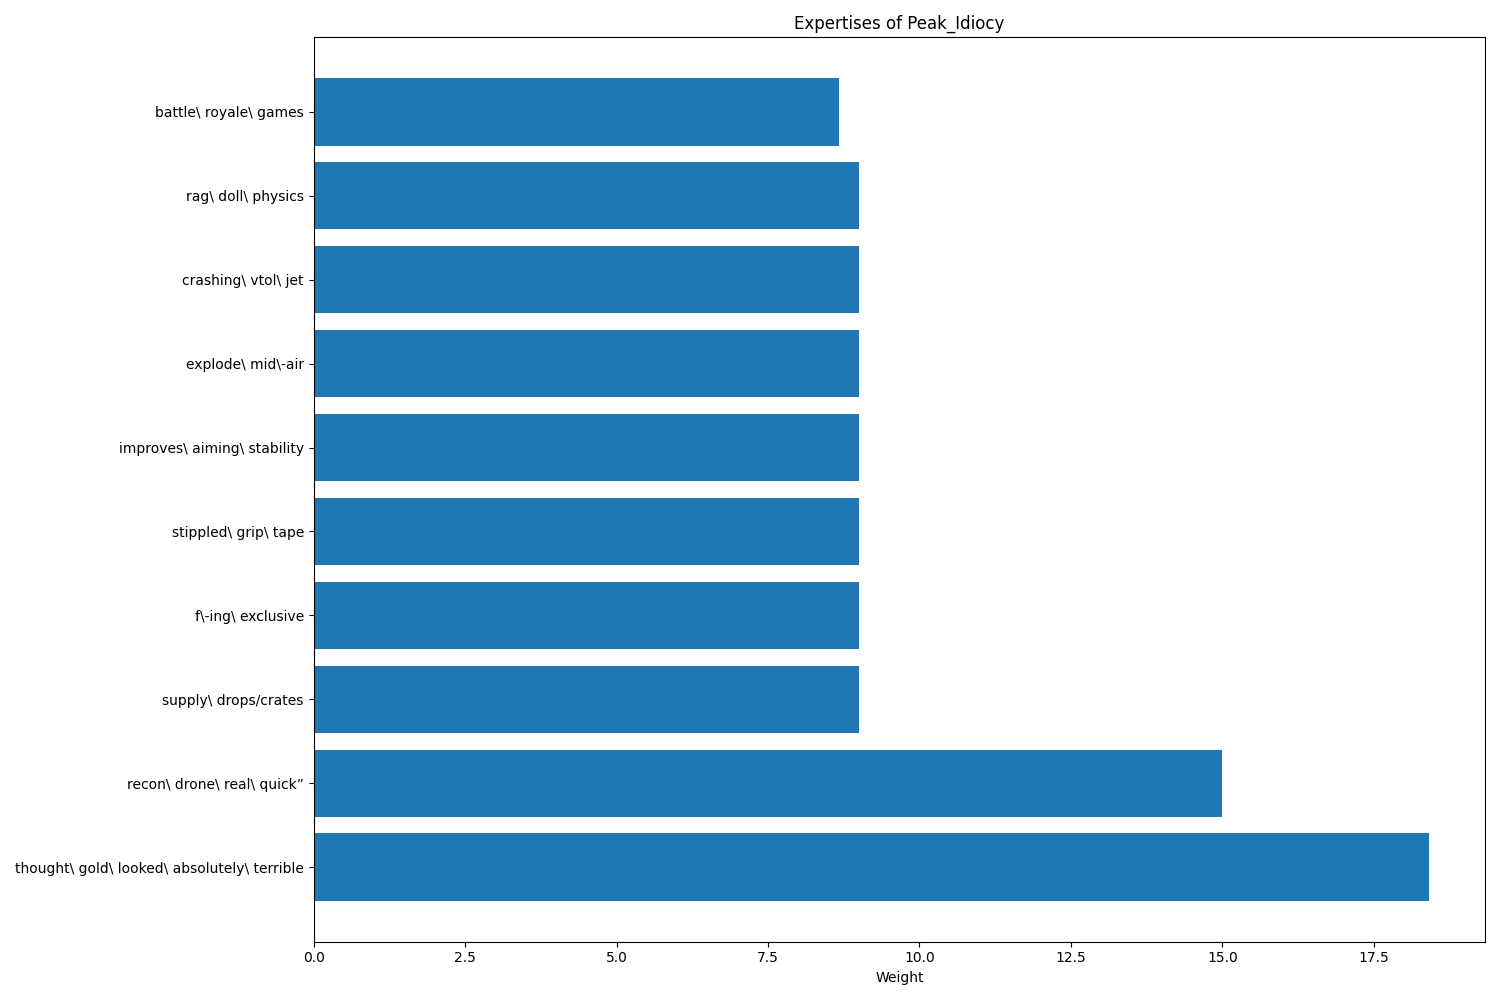 Expertises of Peak_Idiocy
battle\ royale\ games
rag\ doll\ physics
crashing\ vtol\ jet
explode\ mid\-air
improves\ aiming\ stability
stippled\ grip\ tape
f\-ing\ exclusive
supply\ drops/crates
recon\ drone\ real\ quick”
thought\ gold\ looked\ absolutely\ terrible
0.0 2.5 5.0 7.5 10.0 12.5 15.0 17.5
Weight